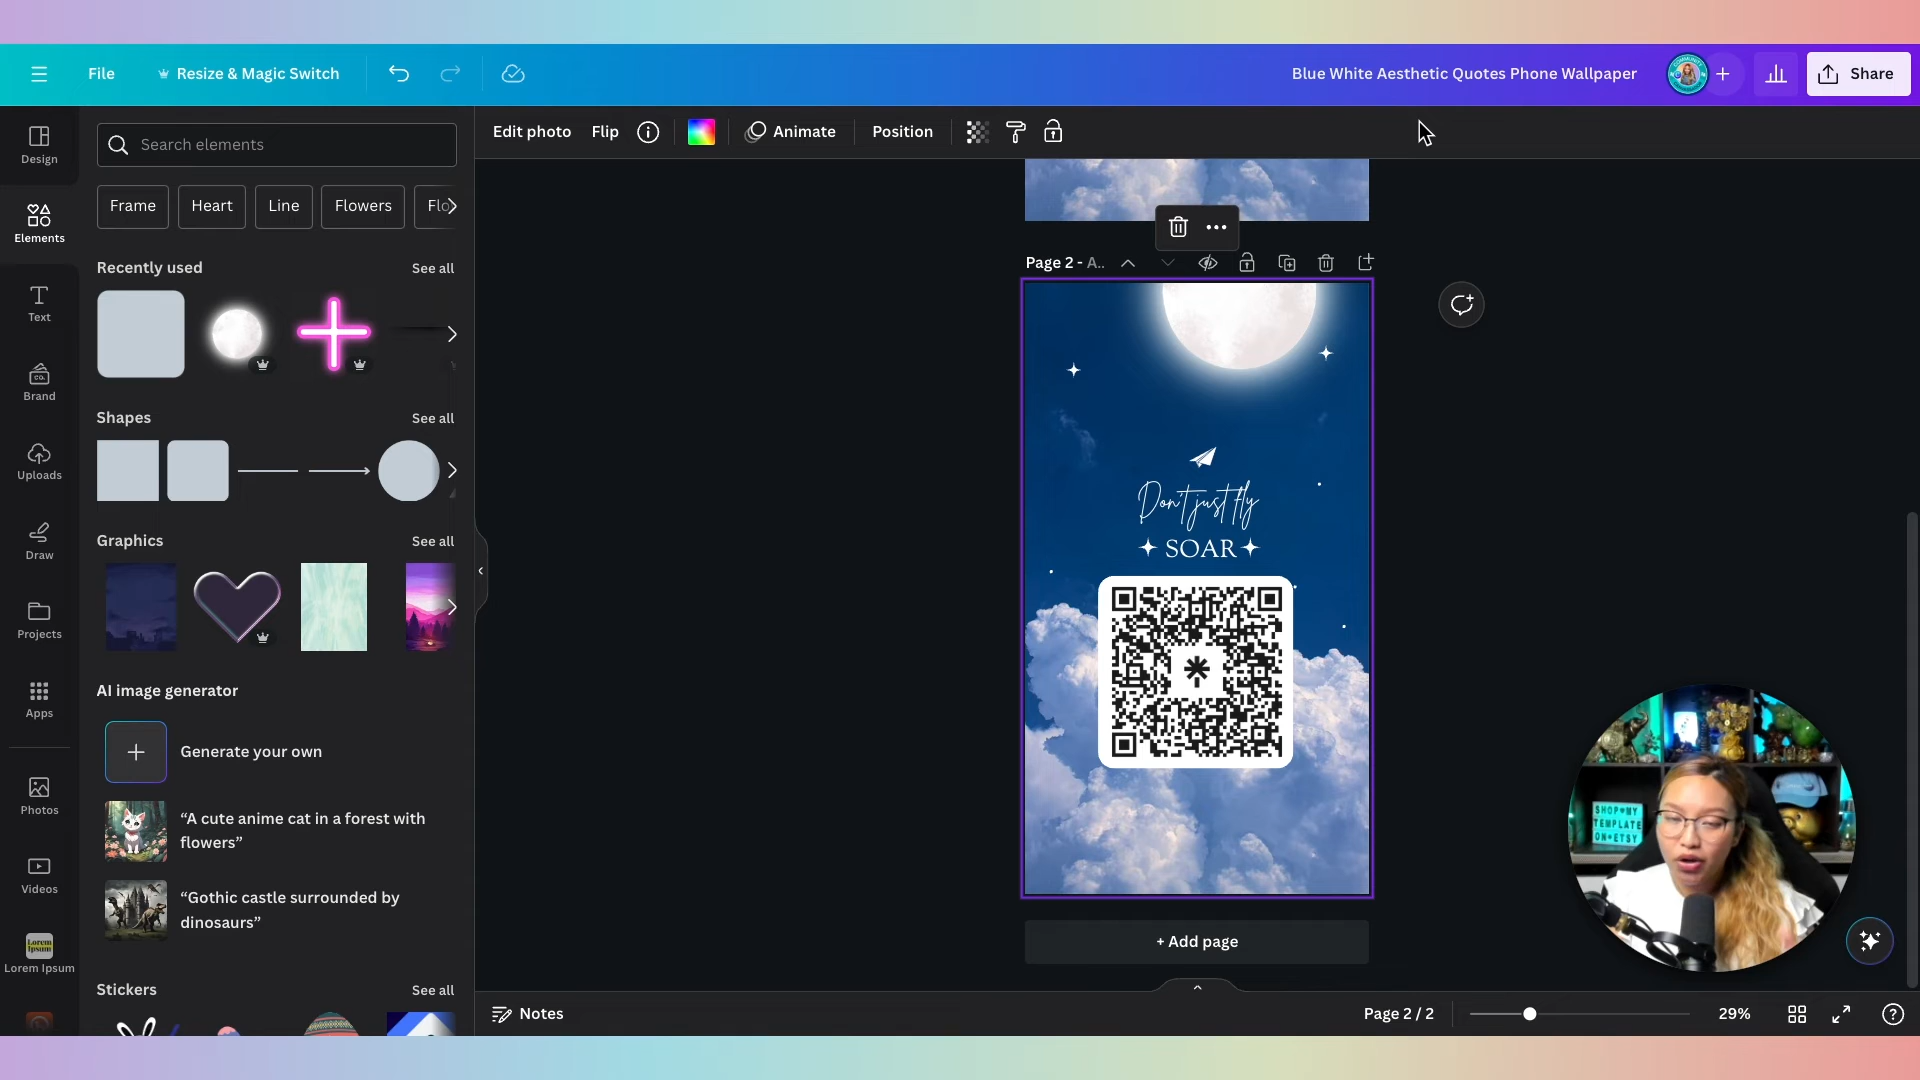 File
Resize & Magic Switch
Blue White Aesthetic Quotes Phone Wallpaper
Share
Design
Elements
Text
Brand
Uploads
Draw
Projects
Apps
Photos
Videos
Lorem Ipsum
Lorem Ipsum
Search elements
Frame
Heart
Line
Flowers
Flo
Recently used
See all
Shapes
See all
Graphics
See all
AI image generator
Generate your own
“A cute anime cat in a forest with
flowers”
“Gothic castle surrounded by
dinosaurs”
Stickers
See all
Edit photo
Flip
Animate
Position
Page 2 - A..
Don't just fly
SOAR
+ Add page
SHOP MY
TEMPLATE
ON ETSY
Notes
Page 2 / 2
29%